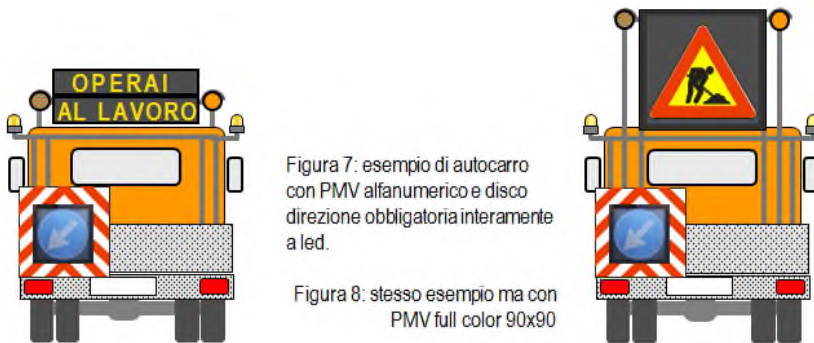 OPERAI
AL LAVORO
Figura 7: esempio di autocarro
con PMV alfanumerico e disco
direzione obbligatoria interamente
a led.
Figura 8: stesso esempio ma con
PMV full color 90x90